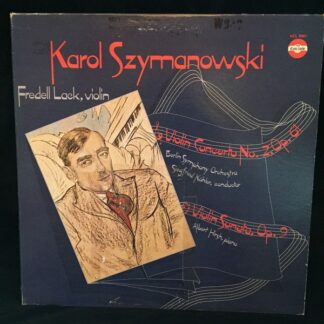 Karol Szymanowski
Fredell Lack, violin
Violin Concerto No. 2, Op. 61
Berlin Symphony Orchestra
Siegfried Köhler, conductor
Violin Sonata, Op. 9
Albert Hirsh, piano